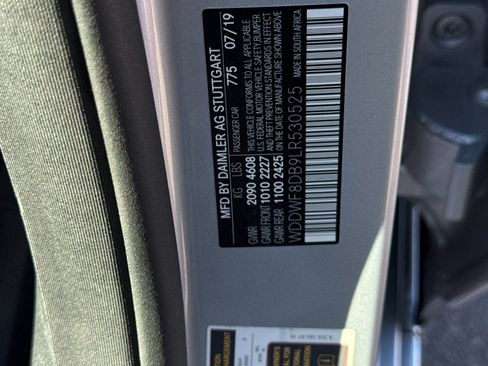 MFD BY DAIMLER AG STUTTGART
PASSENGER CAR 775 07/19
KG LBS
GVWR 2090 4608
GAWR FRONT 1010 2227
GAWR REAR 1100 2425
THIS VEHICLE CONFORMS TO ALL APPLICABLE
U.S. FEDERAL MOTOR VEHICLE SAFETY, BUMPER
AND THEFT PREVENTION STANDARDS IN EFFECT
ON THE DATE OF MANUFACTURE SHOWN ABOVE
WDDWF8DB9LR530525
MADE IN SOUTH AFRICA